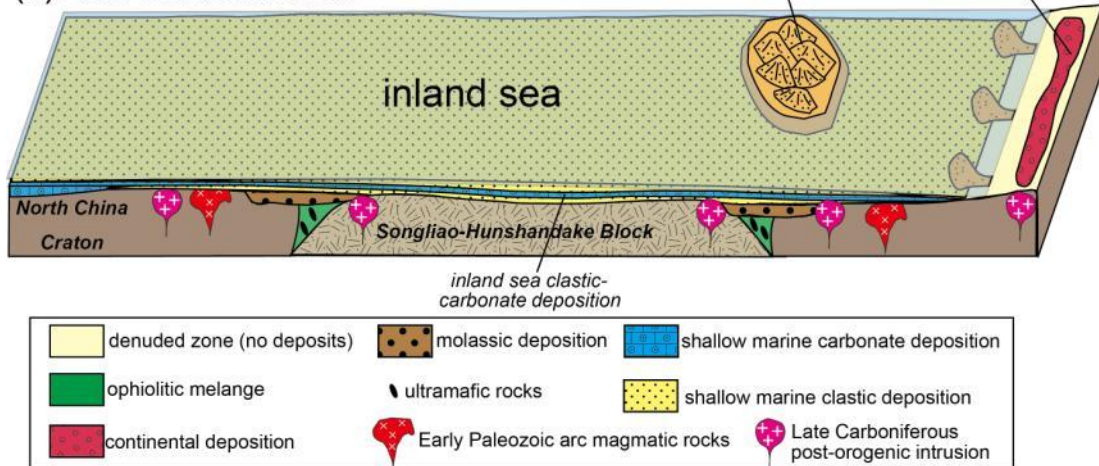 inland sea
North China
Craton
Songliao-Hunshandake Block
inland sea clastic-
carbonate deposition
denuded zone (no deposits)
molassic deposition
shallow marine carbonate deposition
ophiolitic melange
ultramafic rocks
shallow marine clastic deposition
continental deposition
Early Paleozoic arc magmatic rocks
Late Carboniferous
post-orogenic intrusion